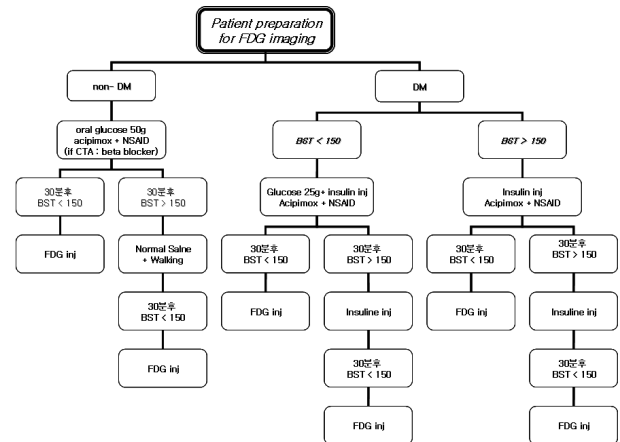 Patient preparation
for FDG imaging
non- DM
DM
oral glucose 50g
acipimox + NSAID
(if CTA : beta blocker)
BST < 150
BST > 150
30분후
BST < 150
30분후
BST > 150
Glucose 25g+ insulin inj
Acipimox + NSAID
Insulin inj
Acipimox + NSAID
FDG inj
Normal Salne
+ Walking
30분후
BST < 150
30분후
BST > 150
30분후
BST < 150
30분후
BST > 150
30분후
BST < 150
FDG inj
Insuline inj
FDG inj
Insuline inj
FDG inj
30분후
BST < 150
30분후
BST < 150
FDG inj
FDG inj